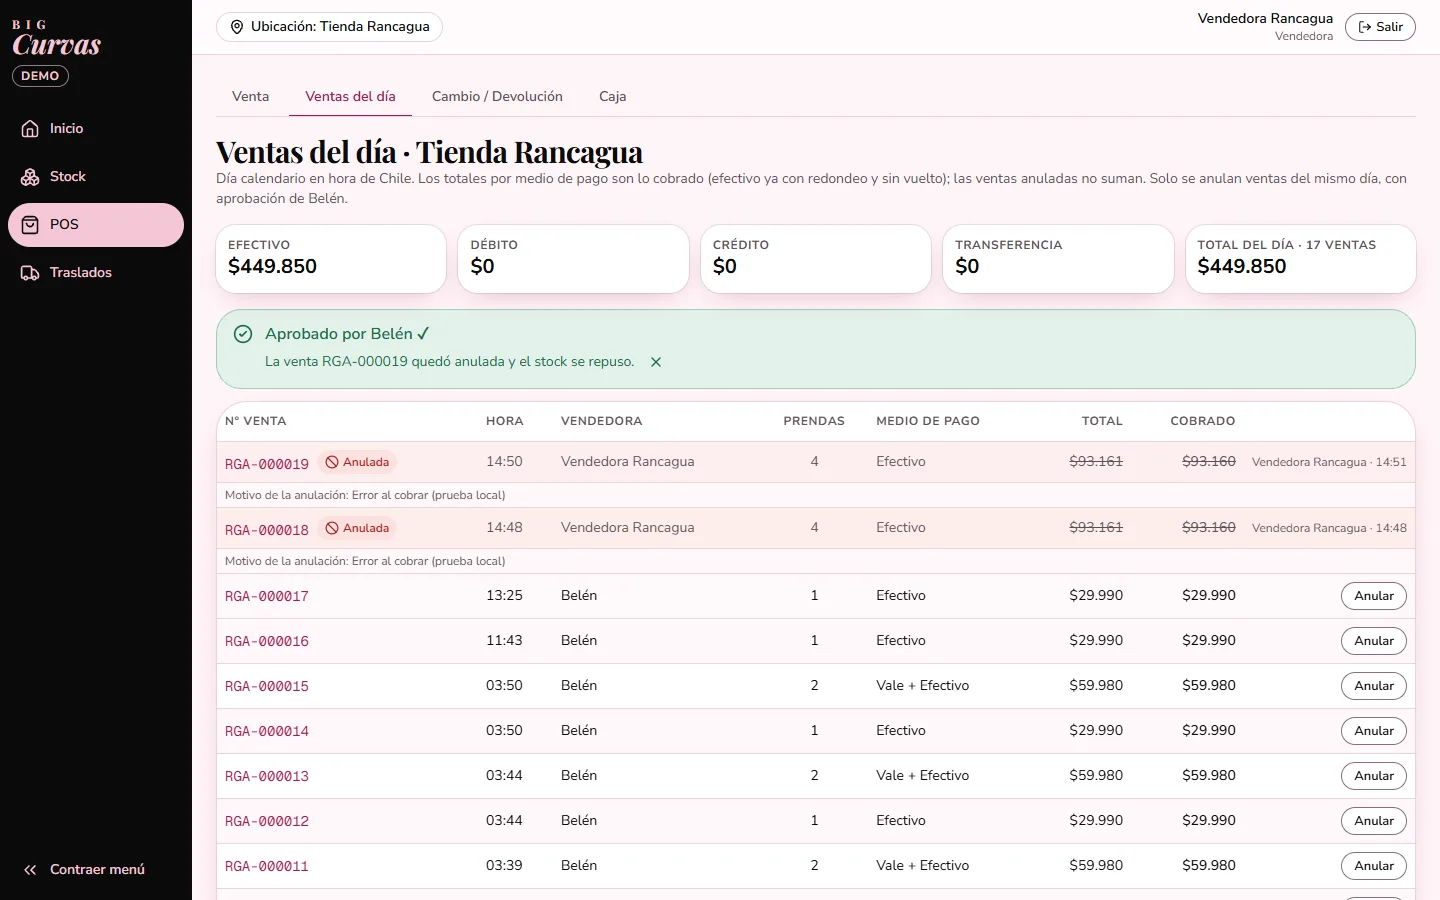 BIG
Curvas
DEMO
Inicio
Stock
POS
Traslados
Contraer menú
Ubicación: Tienda Rancagua
Vendedora Rancagua
Vendedora
Salir
Venta
Ventas del día
Cambio / Devolución
Caja
Ventas del día · Tienda Rancagua
Día calendario en hora de Chile. Los totales por medio de pago son lo cobrado (efectivo ya con redondeo y sin vuelto); las ventas anuladas no suman. Solo se anulan ventas del mismo día, con
aprobación de Belén.
EFECTIVO
$449.850
DÉBITO
$0
CRÉDITO
$0
TRANSFERENCIA
$0
TOTAL DEL DÍA · 17 VENTAS
$449.850
Aprobado por Belén ✓
La venta RGA-000019 quedó anulada y el stock se repuso.
N° VENTA HORA VENDEDORA PRENDAS MEDIO DE PAGO TOTAL COBRADO
RGA-000019 Anulada 14:50 Vendedora Rancagua 4 Efectivo $93.161 $93.160 Vendedora Rancagua · 14:51
Motivo de la anulación: Error al cobrar (prueba local)
RGA-000018 Anulada 14:48 Vendedora Rancagua 4 Efectivo $93.161 $93.160 Vendedora Rancagua · 14:48
Motivo de la anulación: Error al cobrar (prueba local)
RGA-000017 13:25 Belén 1 Efectivo $29.990 $29.990 Anular
RGA-000016 11:43 Belén 1 Efectivo $29.990 $29.990 Anular
RGA-000015 03:50 Belén 2 Vale + Efectivo $59.980 $59.980 Anular
RGA-000014 03:50 Belén 1 Efectivo $29.990 $29.990 Anular
RGA-000013 03:44 Belén 2 Vale + Efectivo $59.980 $59.980 Anular
RGA-000012 03:44 Belén 1 Efectivo $29.990 $29.990 Anular
RGA-000011 03:39 Belén 2 Vale + Efectivo $59.980 $59.980 Anular